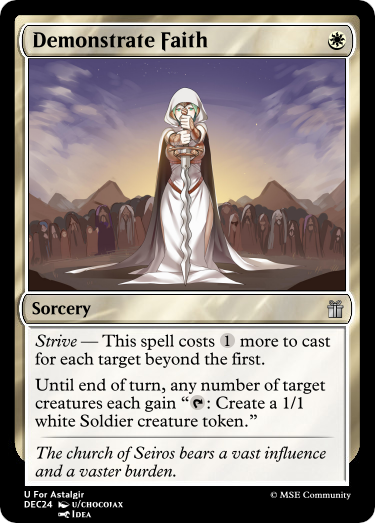 Demonstrate Faith
Sorcery
Strive — This spell costs 1 more to cast
for each target beyond the first.
Until end of turn, any number of target
creatures each gain “: Create a 1/1
white Soldier creature token.”
The church of Seiros bears a vast influence
and a vaster burden.
U For Astalgir
DEC24 U/CHOCOJAX
IDEA
© MSE Community